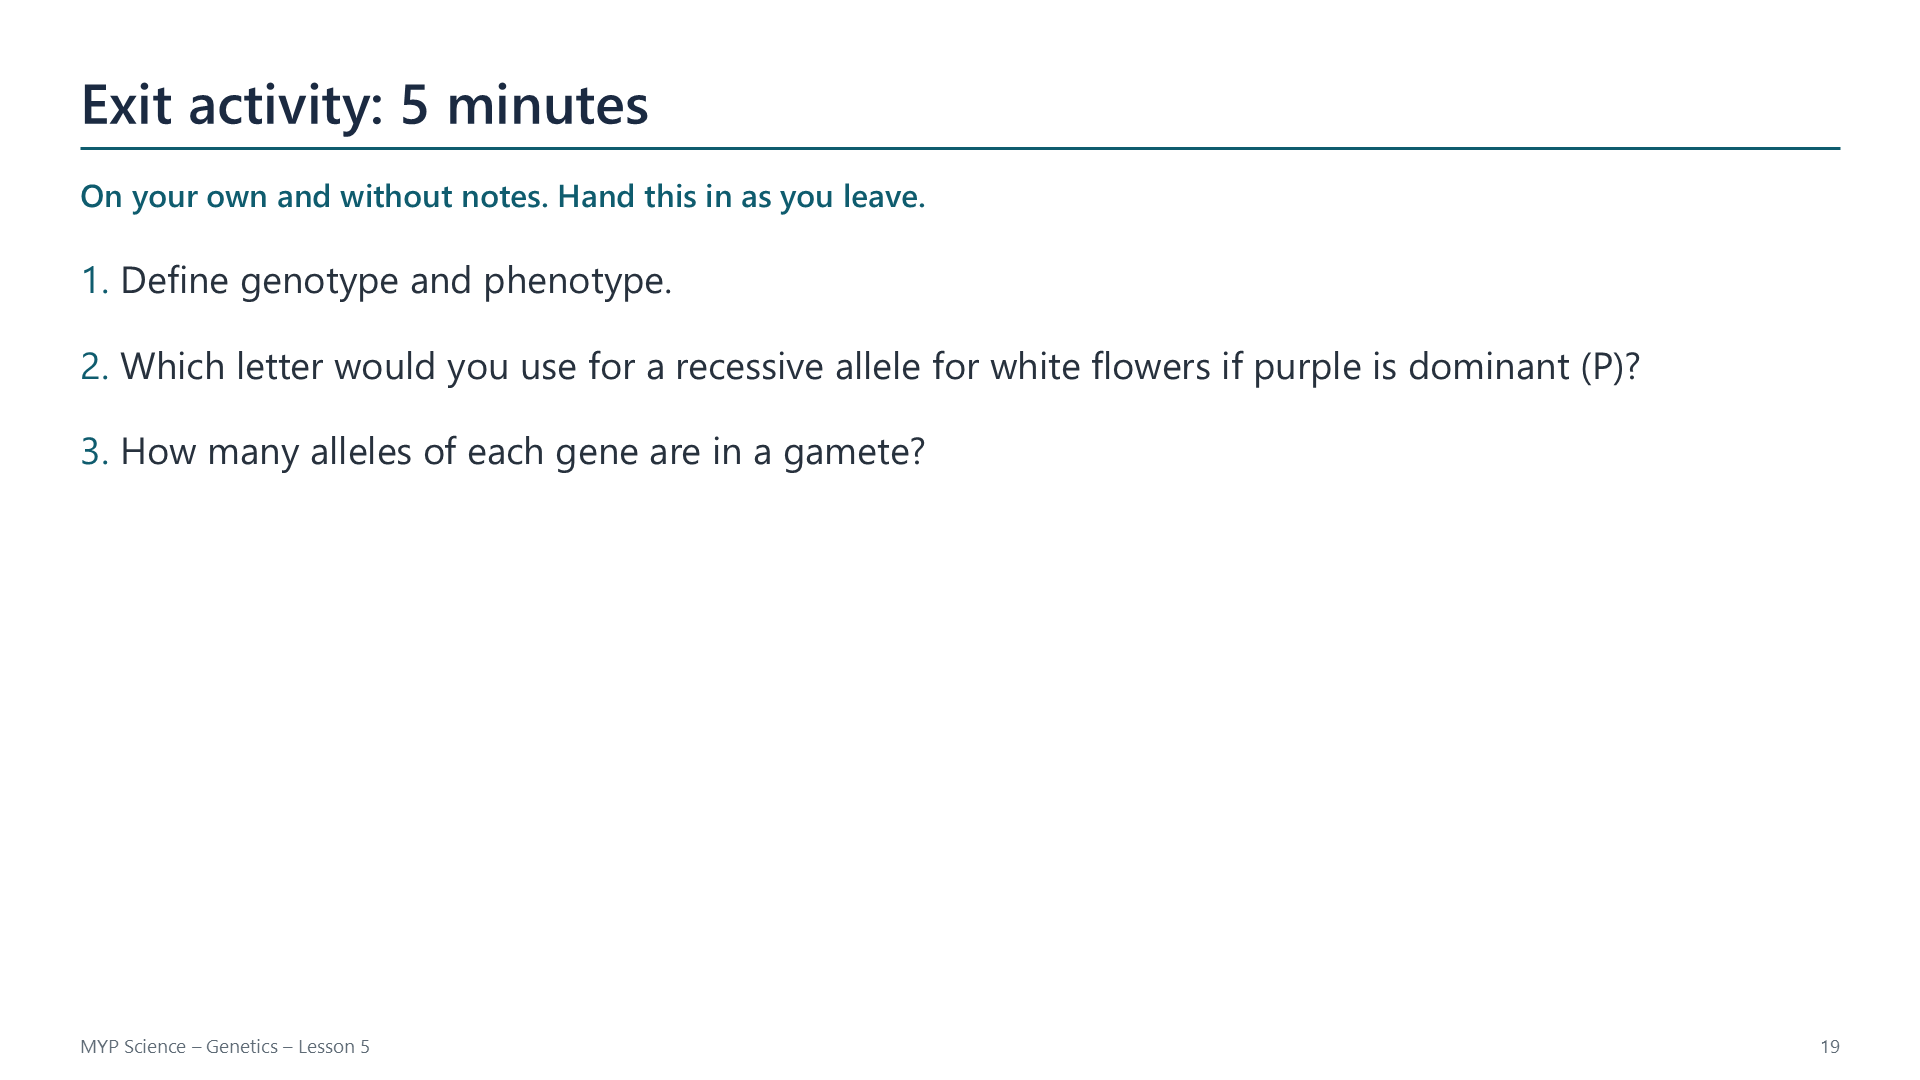 Exit activity: 5 minutes
On your own and without notes. Hand this in as you leave.
1. Define genotype and phenotype.
2. Which letter would you use for a recessive allele for white flowers if purple is dominant (P)?
3. How many alleles of each gene are in a gamete?
MYP Science – Genetics – Lesson 5
19